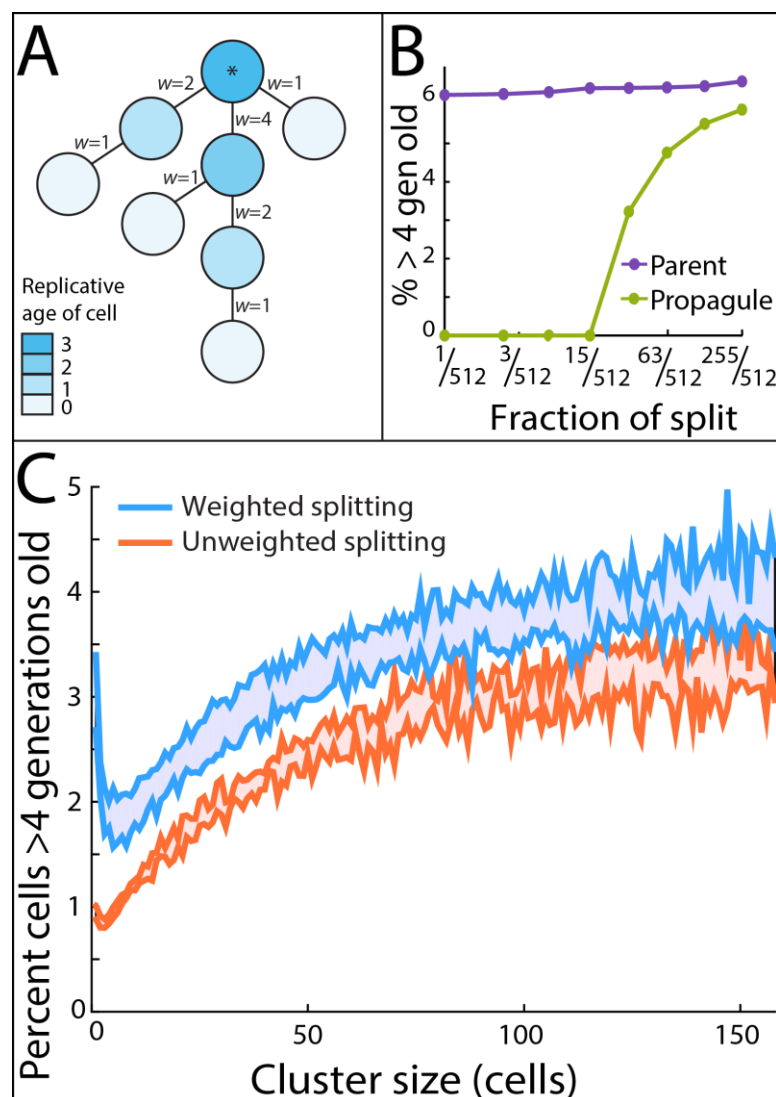 A
*
w=2
w=1
w=4
w=1
w=1
w=2
w=1
Replicative
age of cell
3
2
1
0
B
% > 4 gen old
6
4
2
0
Parent
Propagule
1/512
3/512
15/512
63/512
255/512
Fraction of split
C
Percent cells >4 generations old
5
4
3
2
1
0
Weighted splitting
Unweighted splitting
0
50
100
150
Cluster size (cells)